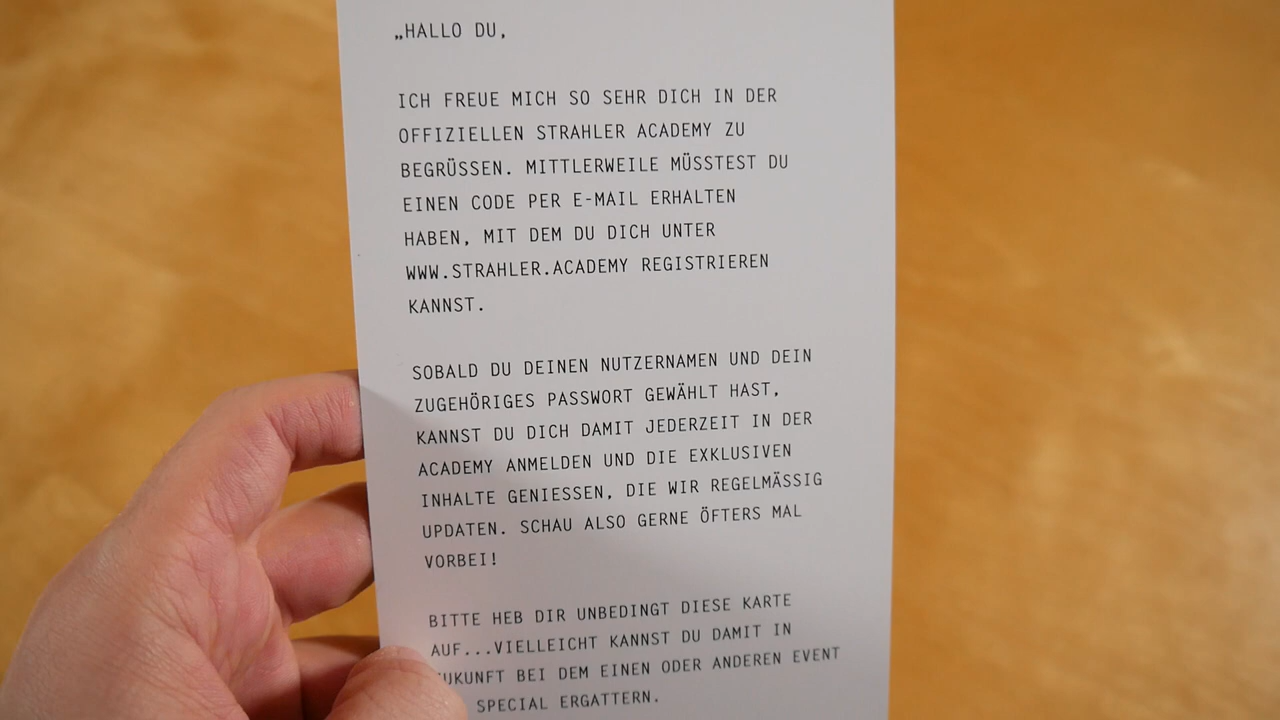 „HALLO DU,
ICH FREUE MICH SO SEHR DICH IN DER
OFFIZIELLEN STRAHLER ACADEMY ZU
BEGRÜSSEN. MITTLERWEILE MÜSSTEST DU
EINEN CODE PER E-MAIL ERHALTEN
HABEN, MIT DEM DU DICH UNTER
WWW.STRAHLER.ACADEMY REGISTRIEREN
KANNST.
SOBALD DU DEINEN NUTZERNAMEN UND DEIN
ZUGEHÖRIGES PASSWORT GEWÄHLT HAST,
KANNST DU DICH DAMIT JEDERZEIT IN DER
ACADEMY ANMELDEN UND DIE EXKLUSIVEN
INHALTE GENIESSEN, DIE WIR REGELMÄSSIG
UPDATEN. SCHAU ALSO GERNE ÖFTERS MAL
VORBEI!
BITTE HEB DIR UNBEDINGT DIESE KARTE
AUF...VIELLEICHT KANNST DU DAMIT IN
ZUKUNFT BEI DEM EINEN ODER ANDEREN EVENT
SPECIAL ERGATTERN.